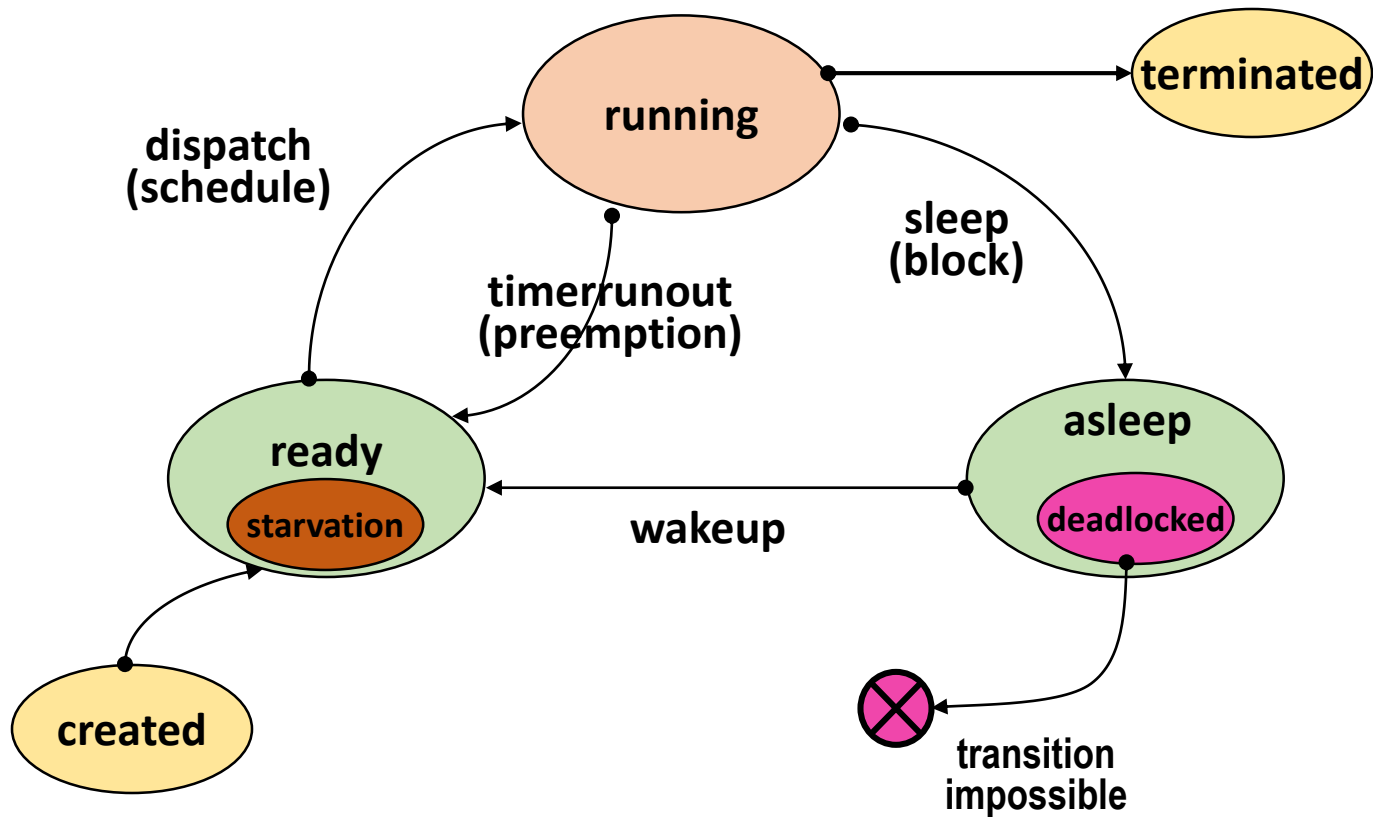 running
terminated
dispatch
(schedule)
sleep
(block)
timerrunout
(preemption)
ready
starvation
asleep
deadlocked
wakeup
created
transition
impossible